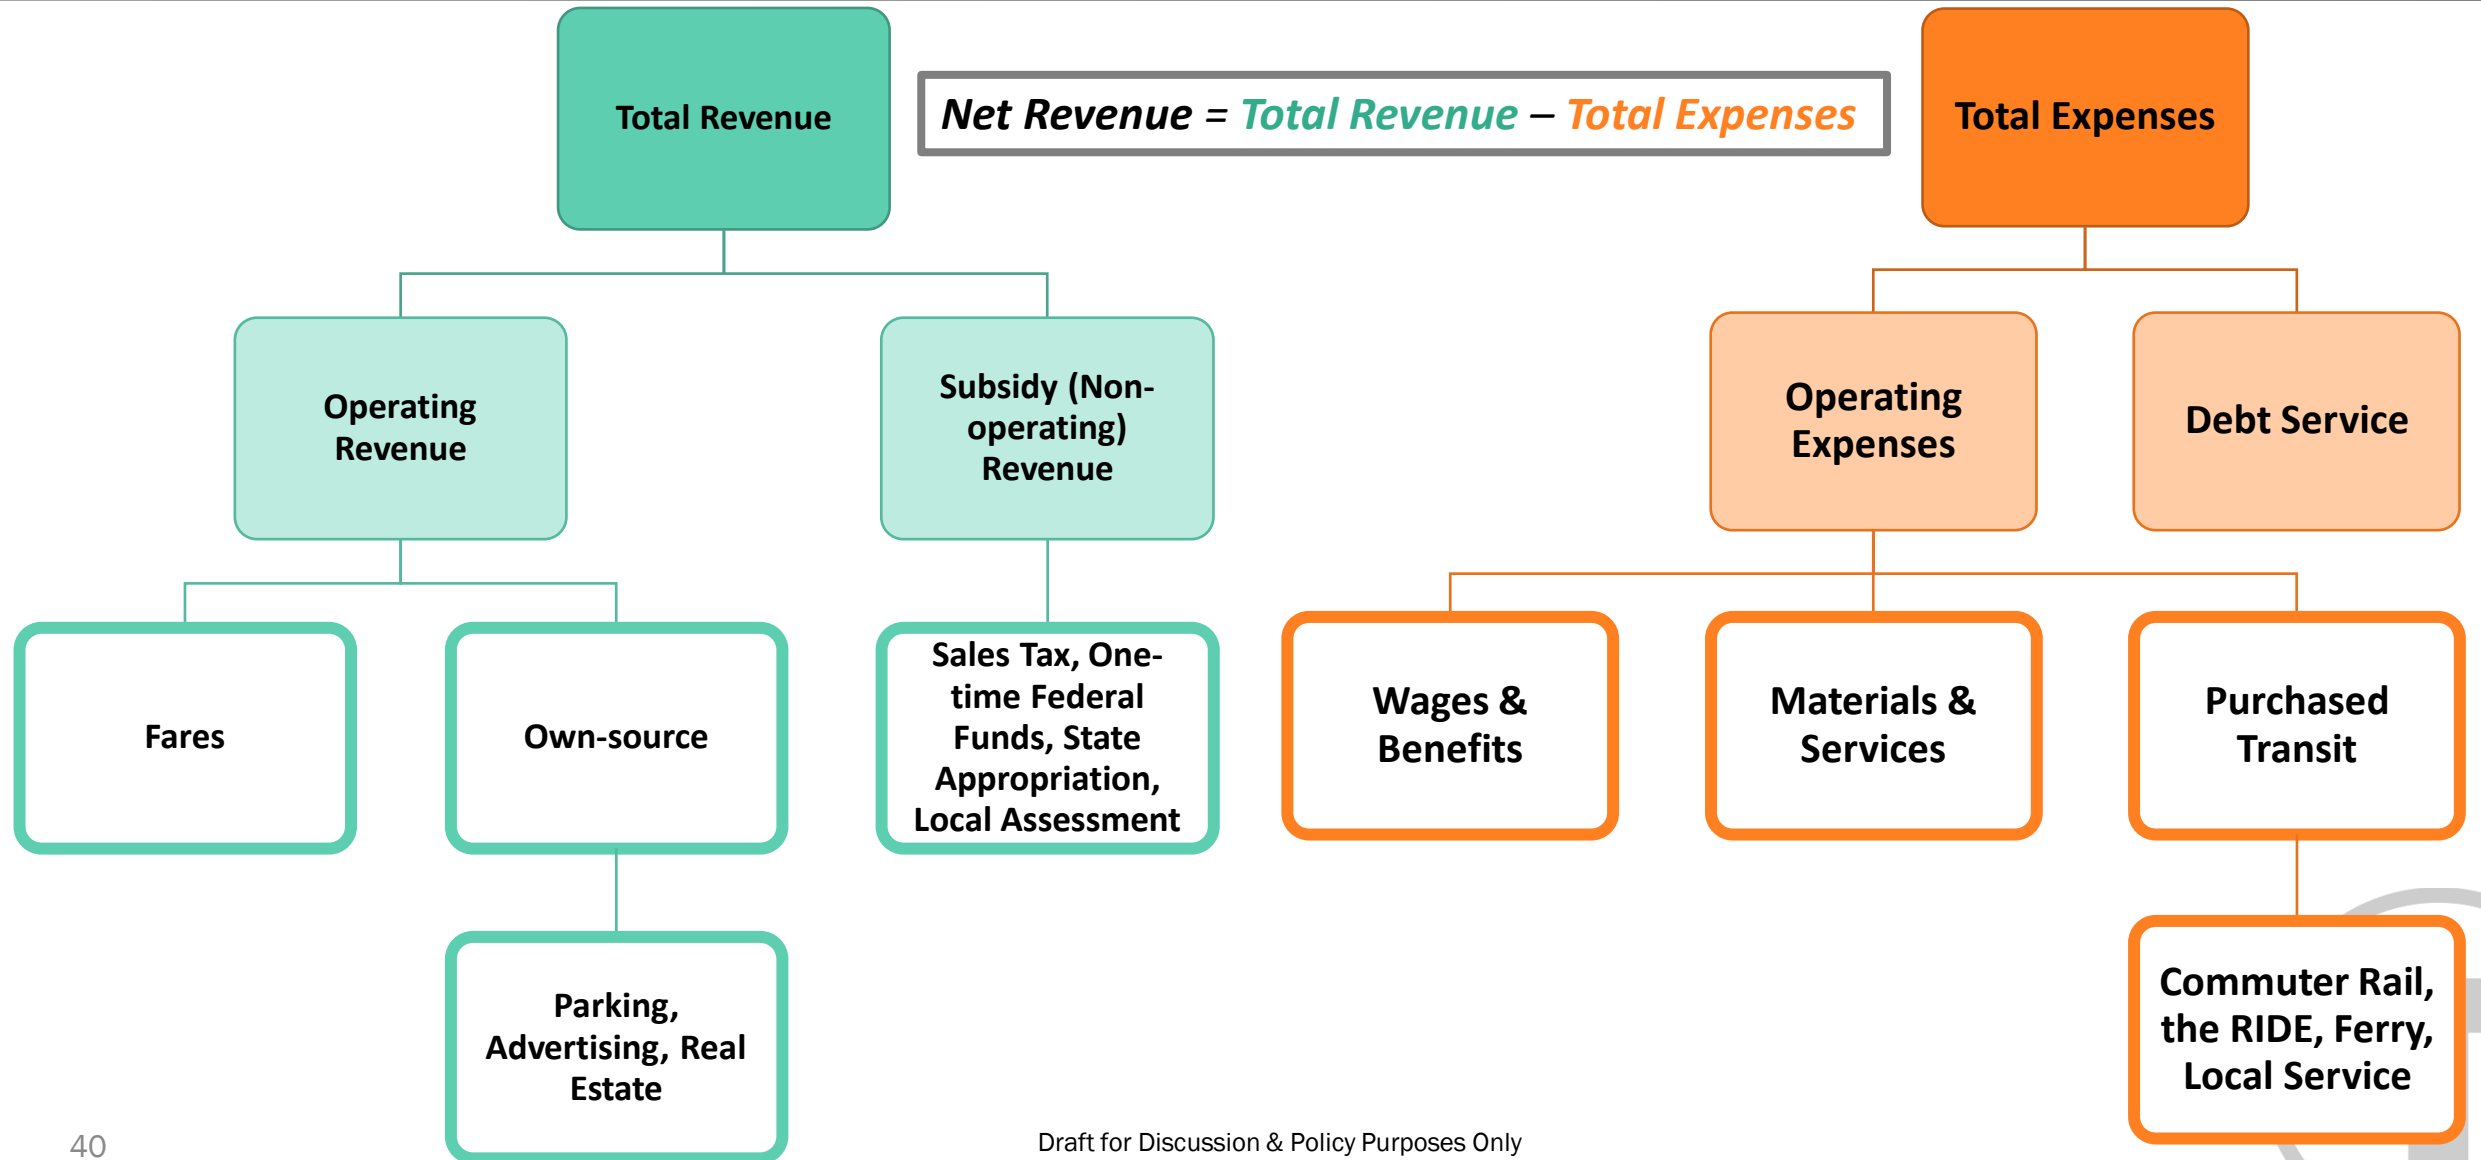 Total Revenue
Net Revenue = Total Revenue – Total Expenses
Total Expenses
Operating
Revenue
Subsidy (Non-
operating)
Revenue
Operating
Expenses
Debt Service
Fares
Own-source
Sales Tax, One-
time Federal
Funds, State
Appropriation,
Local Assessment
Wages &
Benefits
Materials &
Services
Purchased
Transit
Parking,
Advertising, Real
Estate
Commuter Rail,
the RIDE, Ferry,
Local Service
40
Draft for Discussion & Policy Purposes Only